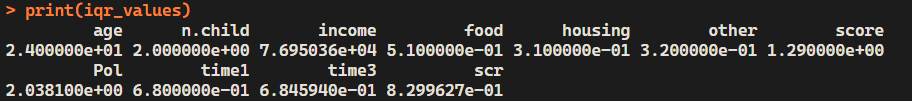 > print(iqr_values)
age n.child income food housing other score
2.400000e+01 2.000000e+00 7.695036e+04 5.100000e-01 3.100000e-01 3.200000e-01 1.290000e+00
Pol time1 time3 scr
2.038100e+00 6.800000e-01 6.845940e-01 8.299627e-01